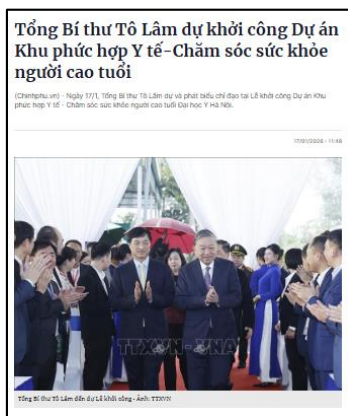 Tổng Bí thư Tô Lâm dự khởi công Dự án
Khu phức hợp Y tế-Chăm sóc sức khỏe
người cao tuổi
(Chinhphu.vn) - Ngày 17/1, Tổng Bí thư Tô Lâm dự và phát biểu chỉ đạo tại Lễ khởi công Dự án Khu
phức hợp Y tế - Chăm sóc sức khỏe người cao tuổi Đại học Y Hà Nội.
17/01/2026 - 11:48
TTXVN - VNA
Tổng Bí thư Tô Lâm đến dự Lễ khởi công - Ảnh: TTXVN